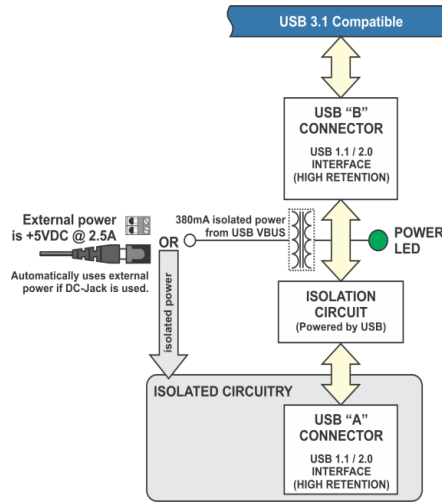 USB 3.1 Compatible
USB “B”
CONNECTOR
USB 1.1 / 2.0
INTERFACE
(HIGH RETENTION)
External power
is +5VDC @ 2.5A
Automatically uses external
power if DC-Jack is used.
OR
380mA isolated power
from USB VBUS
POWER
LED
isolated power
ISOLATION
CIRCUIT
(Powered by USB)
ISOLATED CIRCUITRY
USB “A”
CONNECTOR
USB 1.1 / 2.0
INTERFACE
(HIGH RETENTION)